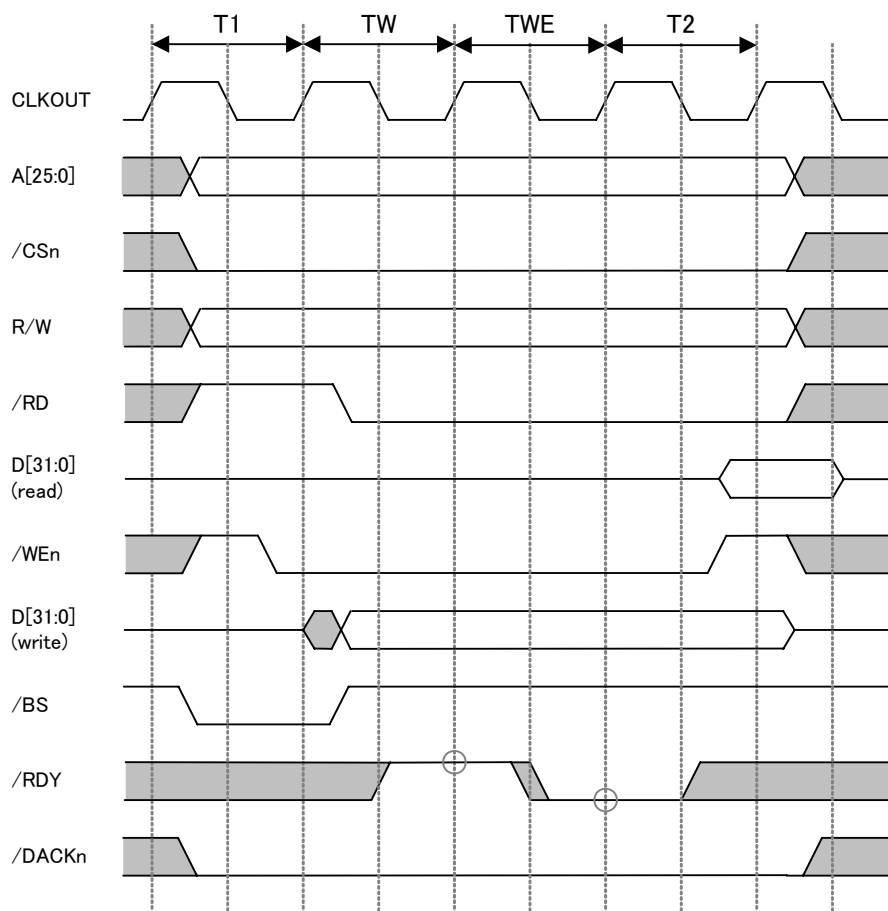 T1 TW TWE T2
CLKOUT
A[25:0]
/CSn
R/W
/RD
D[31:0]
(read)
/WEn
D[31:0]
(write)
/BS
/RDY
/DACKn